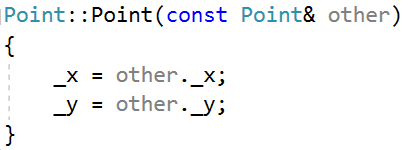 Point::Point(const Point& other)
{
    _x = other._x;
    _y = other._y;
}